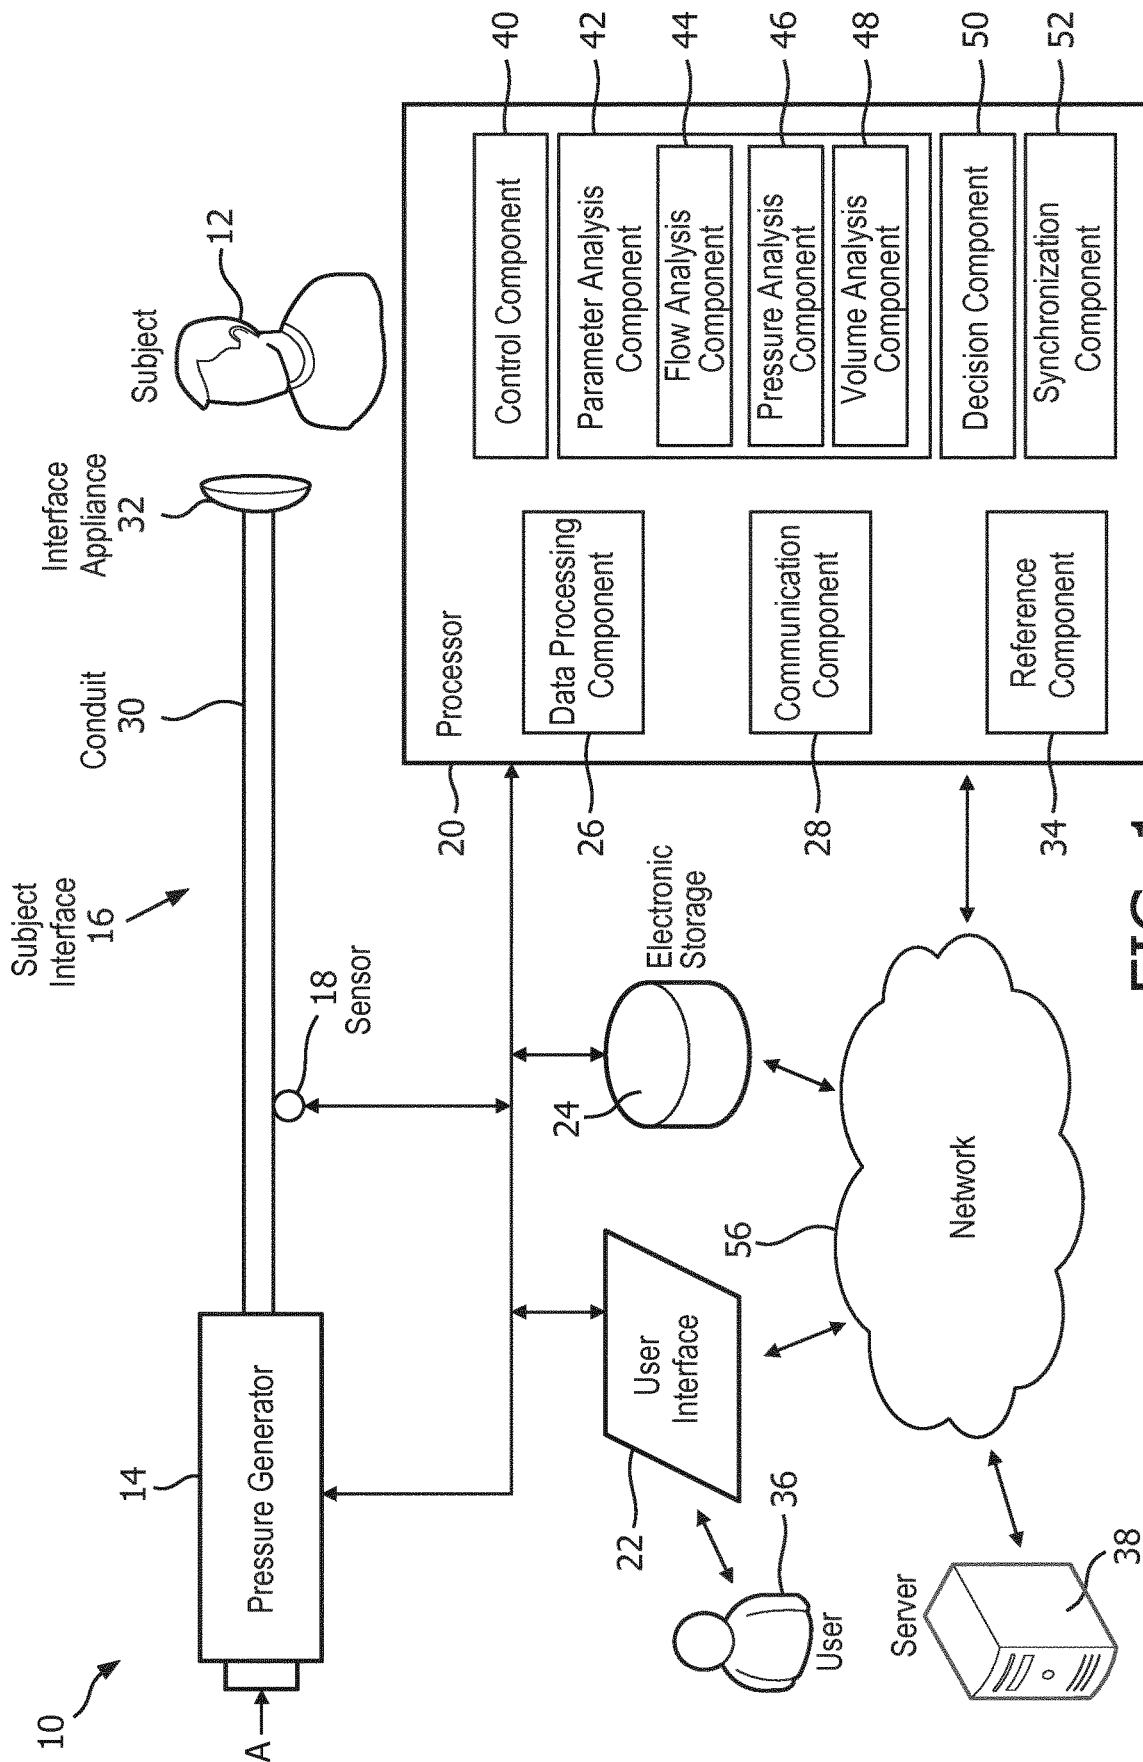 10
A
14
Pressure Generator
Subject
Interface
16
Conduit
30
Interface
Appliance
32
Subject
12
18
Sensor
20
Processor
26
Data Processing
Component
28
Communication
Component
34
Reference
Component
Control Component
40
Parameter Analysis
Component
42
Flow Analysis
Component
44
Pressure Analysis
Component
46
Volume Analysis
Component
48
Decision Component
50
Synchronization
Component
52
24
Electronic
Storage
22
User
Interface
36
User
56
Network
Server
38